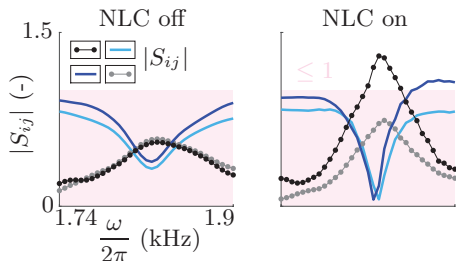 NLC off
NLC on
1.5
|S_ij|
≤ 1
|S_ij| (-)
0
1.74
1.9
ω/2π (kHz)